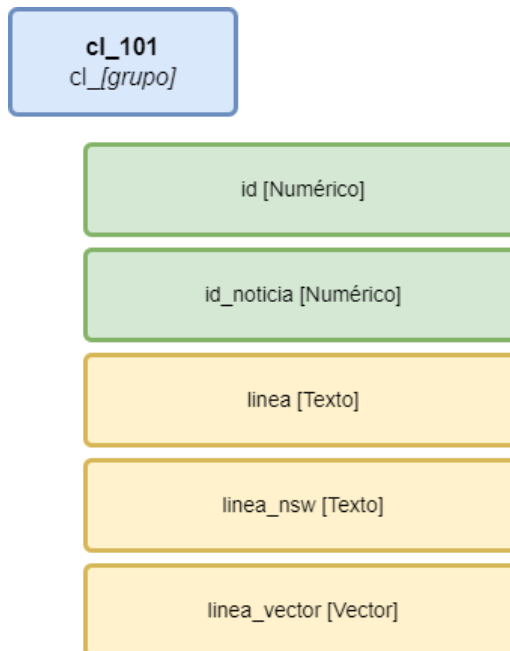 cl_101
cl_[grupo]
id [Numérico]
id_noticia [Numérico]
linea [Texto]
linea_nsw [Texto]
linea_vector [Vector]